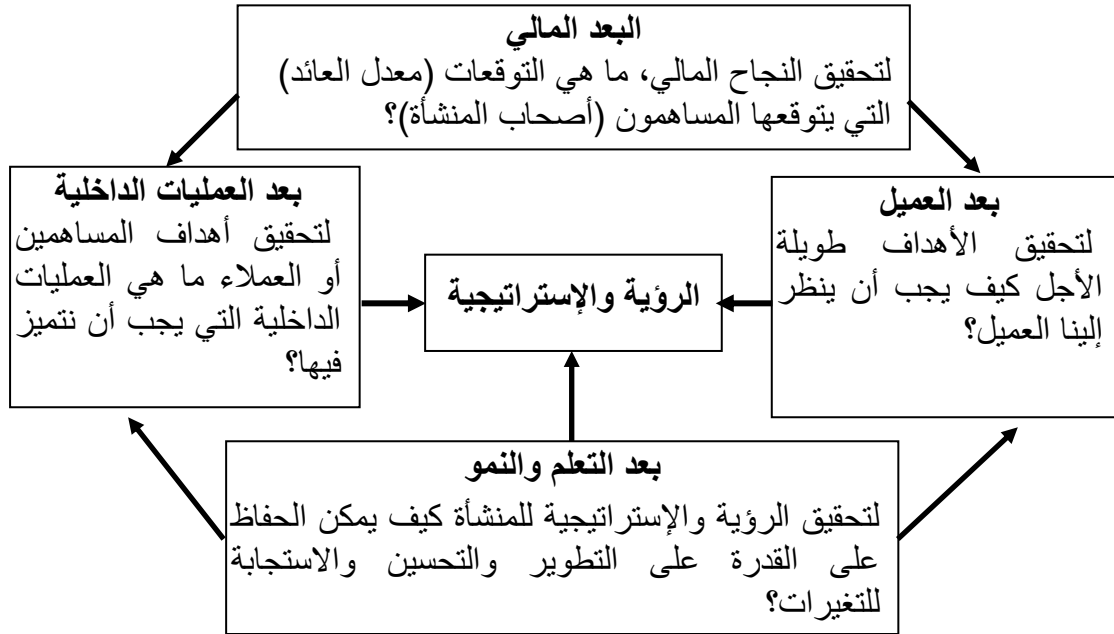 البعد المالي
لتحقيق النجاح المالي، ما هي التوقعات (معدل العائد)
التي يتوقعها المساهمون (أصحاب المنشأة)؟
بعد العميل
لتحقيق الأهداف طويلة
الأجل كيف يجب أن ينظر
إلينا العميل؟
الرؤية والإستراتيجية
بعد العمليات الداخلية
لتحقيق أهداف المساهمين
أو العملاء ما هي العمليات
الداخلية التي يجب أن نتميز
فيها؟
بعد التعلم والنمو
لتحقيق الرؤية والإستراتيجية للمنشأة كيف يمكن الحفاظ
على القدرة على التطوير والتحسين والاستجابة
للتغيرات؟